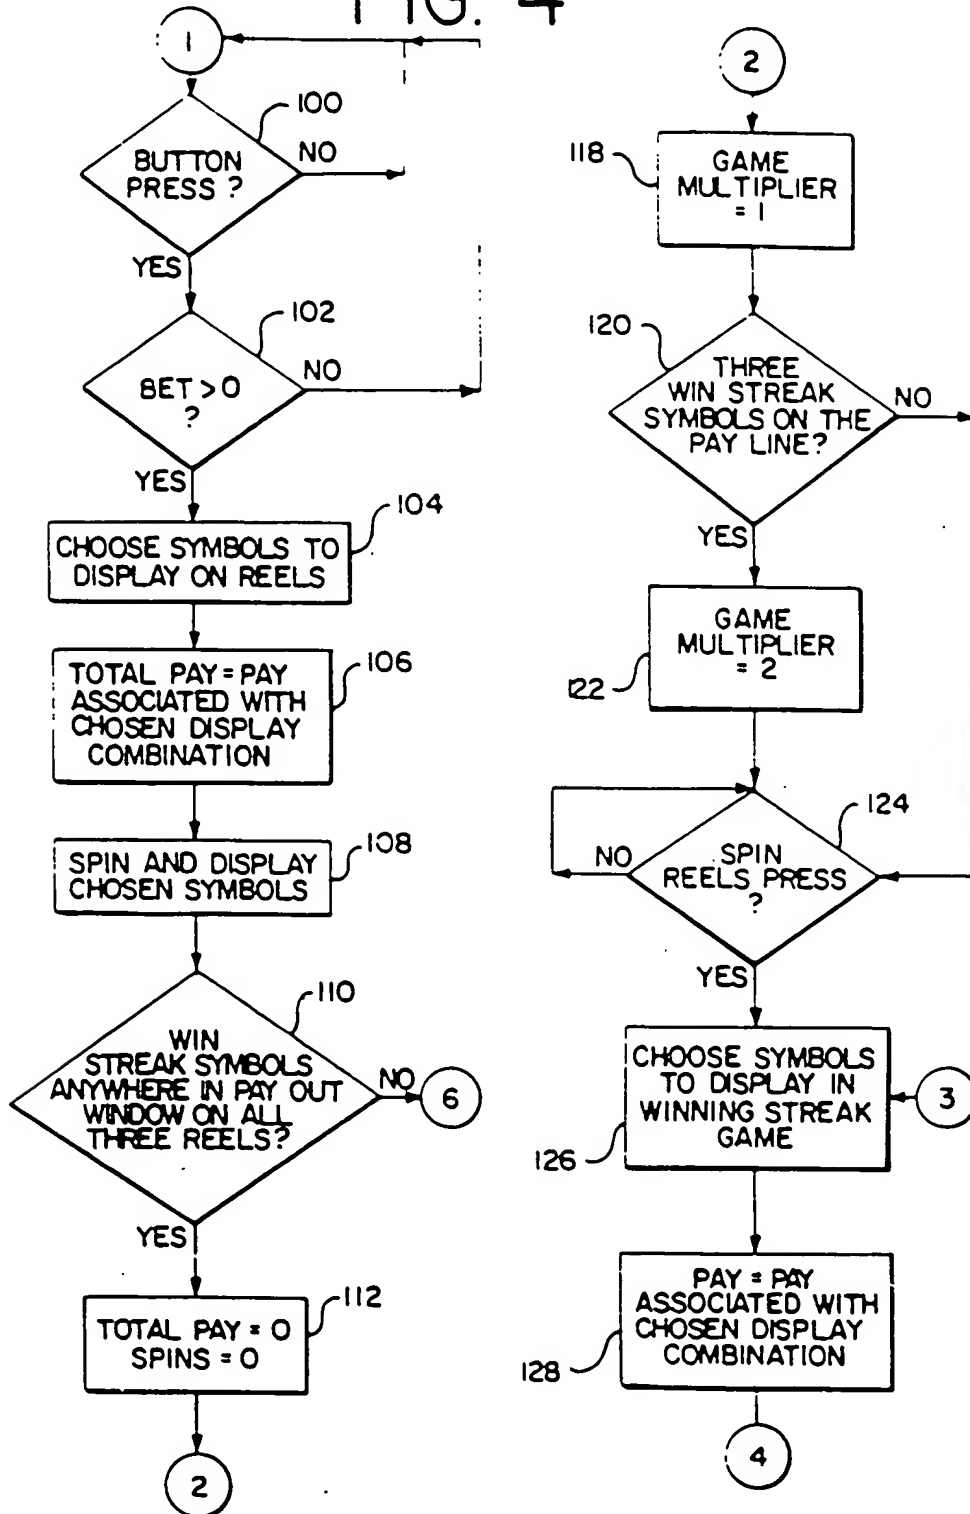 FIG. 4
1
100
BUTTON
PRESS ?
NO
YES
102
BET > 0
?
NO
YES
104
CHOOSE SYMBOLS TO
DISPLAY ON REELS
106
TOTAL PAY = PAY
ASSOCIATED WITH
CHOSEN DISPLAY
COMBINATION
108
SPIN AND DISPLAY
CHOSEN SYMBOLS
110
WIN
STREAK SYMBOLS
ANYWHERE IN PAY OUT
WINDOW ON ALL
THREE REELS?
NO
6
YES
112
TOTAL PAY = 0
SPINS = 0
2
2
118
GAME
MULTIPLIER
= 1
120
THREE
WIN STREAK
SYMBOLS ON THE
PAY LINE?
NO
YES
GAME
MULTIPLIER
= 2
122
124
SPIN
REELS PRESS
?
NO
YES
CHOOSE SYMBOLS
TO DISPLAY IN
WINNING STREAK
GAME
3
126
PAY = PAY
ASSOCIATED WITH
CHOSEN DISPLAY
COMBINATION
128
4